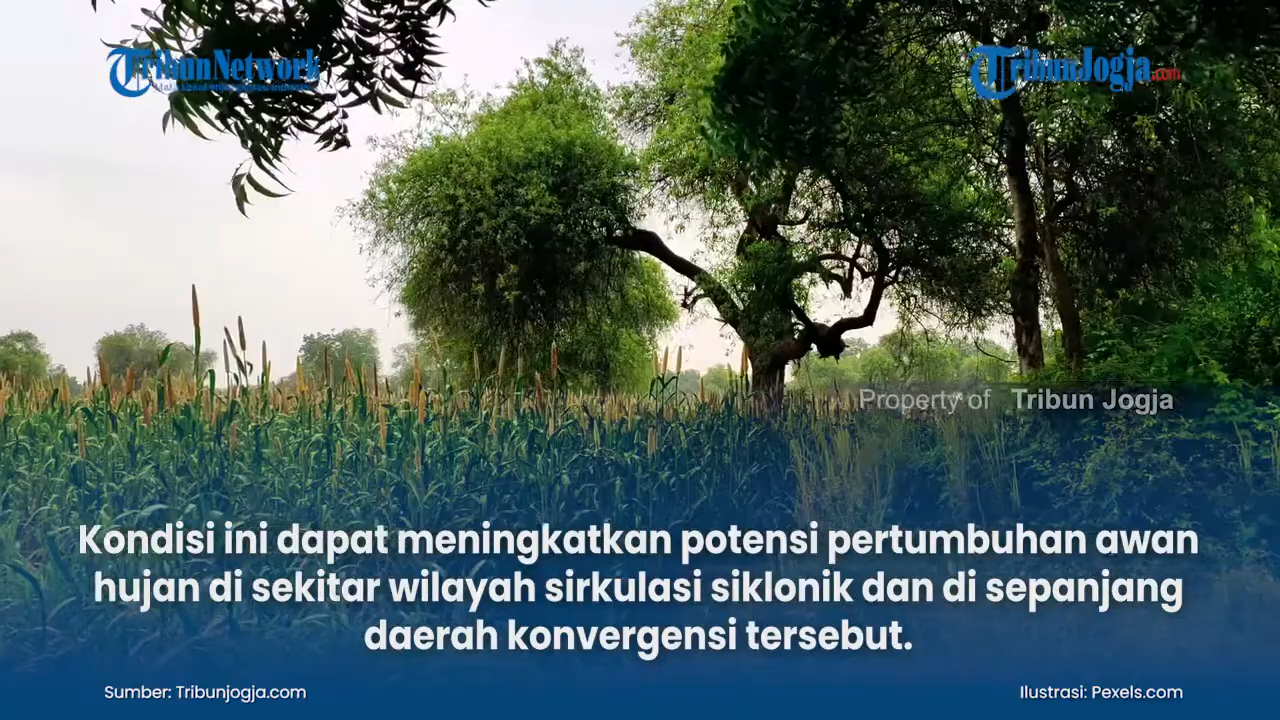 TribunNetwork
TribunJogja.com
Property of Tribun Jogja
Kondisi ini dapat meningkatkan potensi pertumbuhan awan
hujan di sekitar wilayah sirkulasi siklonik dan di sepanjang
daerah konvergensi tersebut.
Sumber: Tribunjogja.com
Ilustrasi: Pexels.com